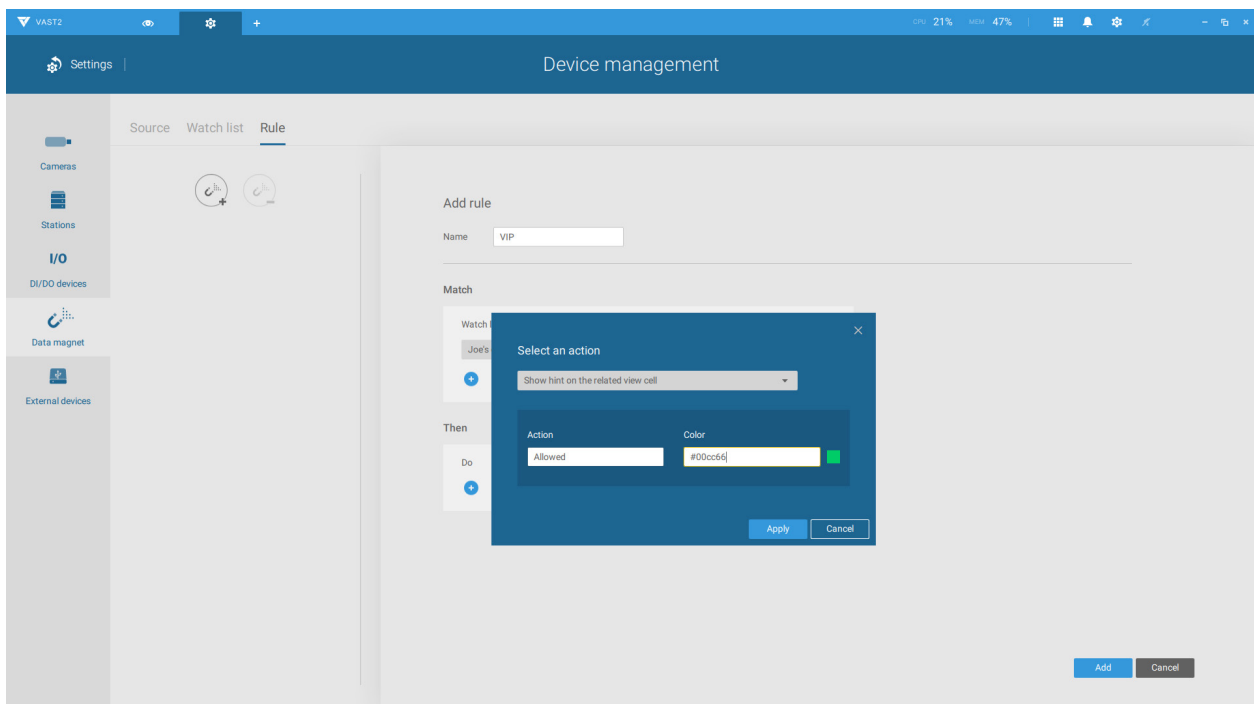 VAST2 + CPU 21% MEM 47%
Settings Device management
Source Watch list Rule
Cameras
Stations
I/O
DI/DO devices
Data magnet
External devices
Add rule
Name VIP
Match
Watch
Joe's
Select an action
Show hint on the related view cell
Action Color
Allowed #00cc66
Apply Cancel
Then
Do
Add Cancel